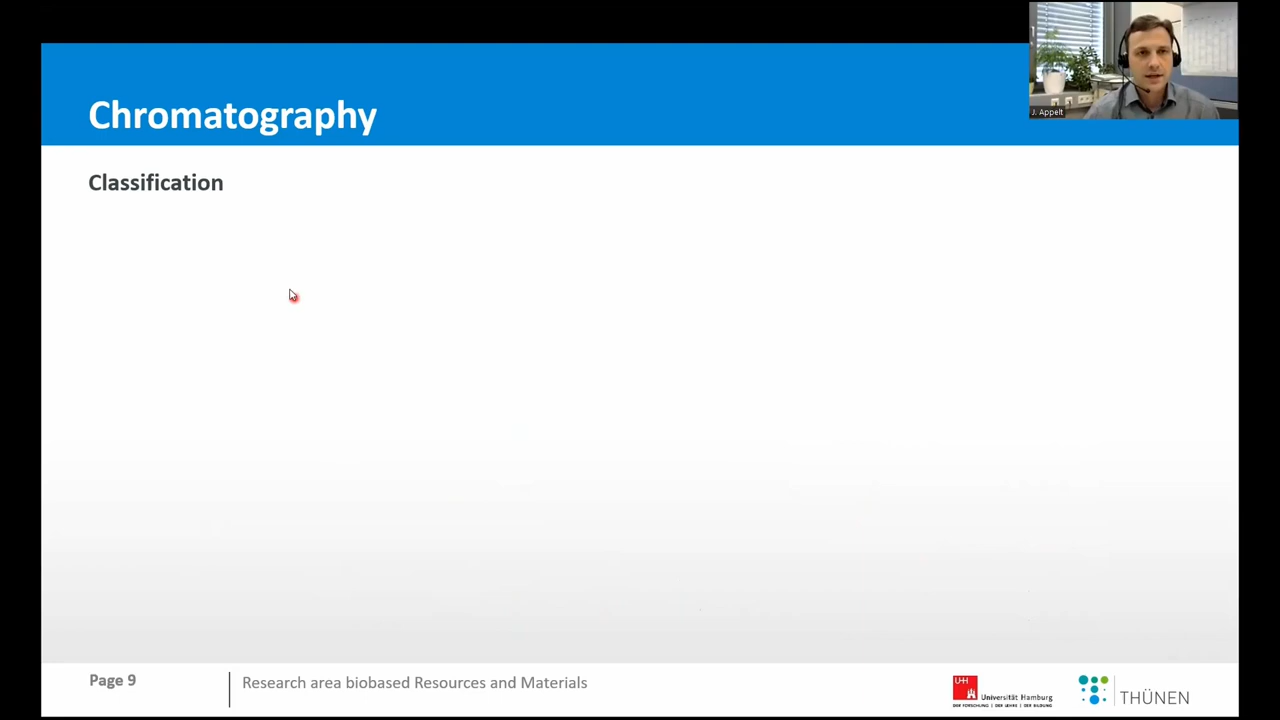 Chromatography
J. Appelt
Classification
Page 9
Research area biobased Resources and Materials
UH
Universität Hamburg
DER FORSCHUNG | DER LEHRE | DER BILDUNG
THÜNEN